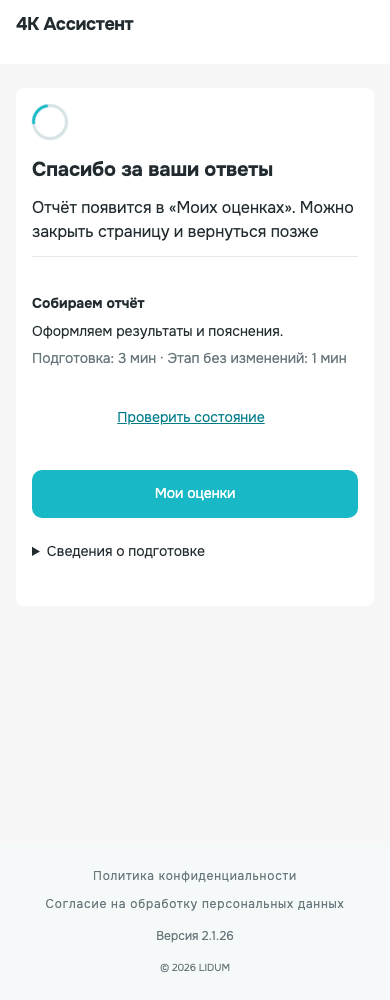 4К Ассистент
Спасибо за ваши ответы
Отчёт появится в «Моих оценках». Можно
закрыть страницу и вернуться позже
Собираем отчёт
Оформляем результаты и пояснения.
Подготовка: 3 мин · Этап без изменений: 1 мин
Проверить состояние
Мои оценки
Сведения о подготовке
Политика конфиденциальности
Согласие на обработку персональных данных
Версия 2.1.26
© 2026 LIDUM